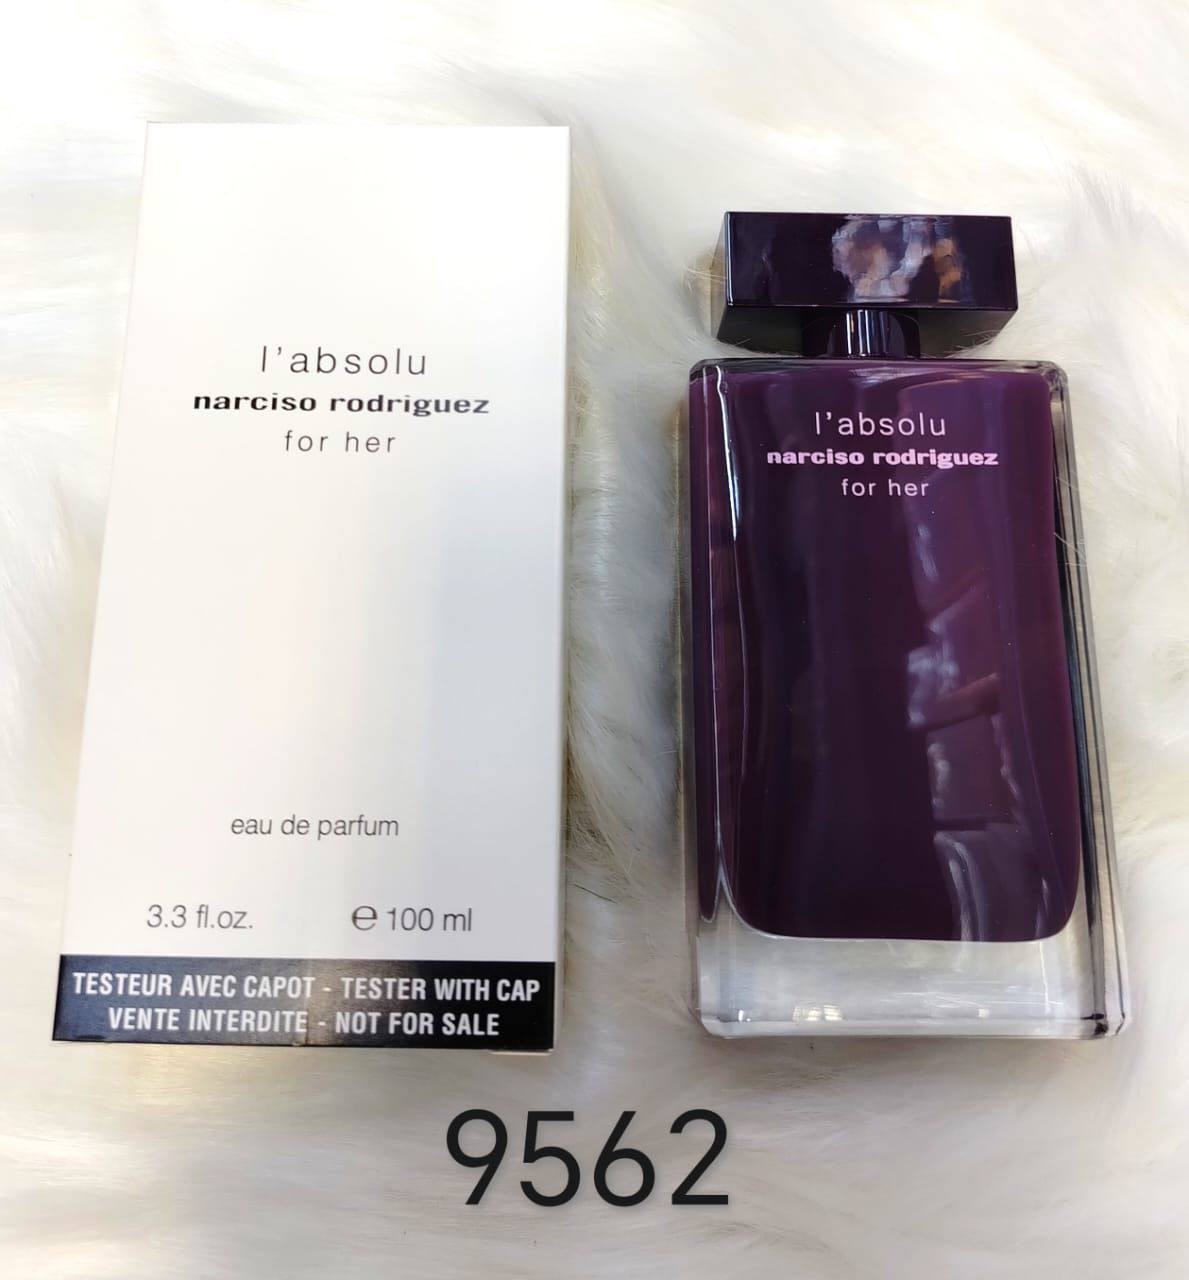 l'absolu
narciso rodriguez
for her
eau de parfum
3.3 fl.oz. ℮ 100 ml
TESTEUR AVEC CAPOT - TESTER WITH CAP
VENTE INTERDITE - NOT FOR SALE
l'absolu
narciso rodriguez
for her
9562